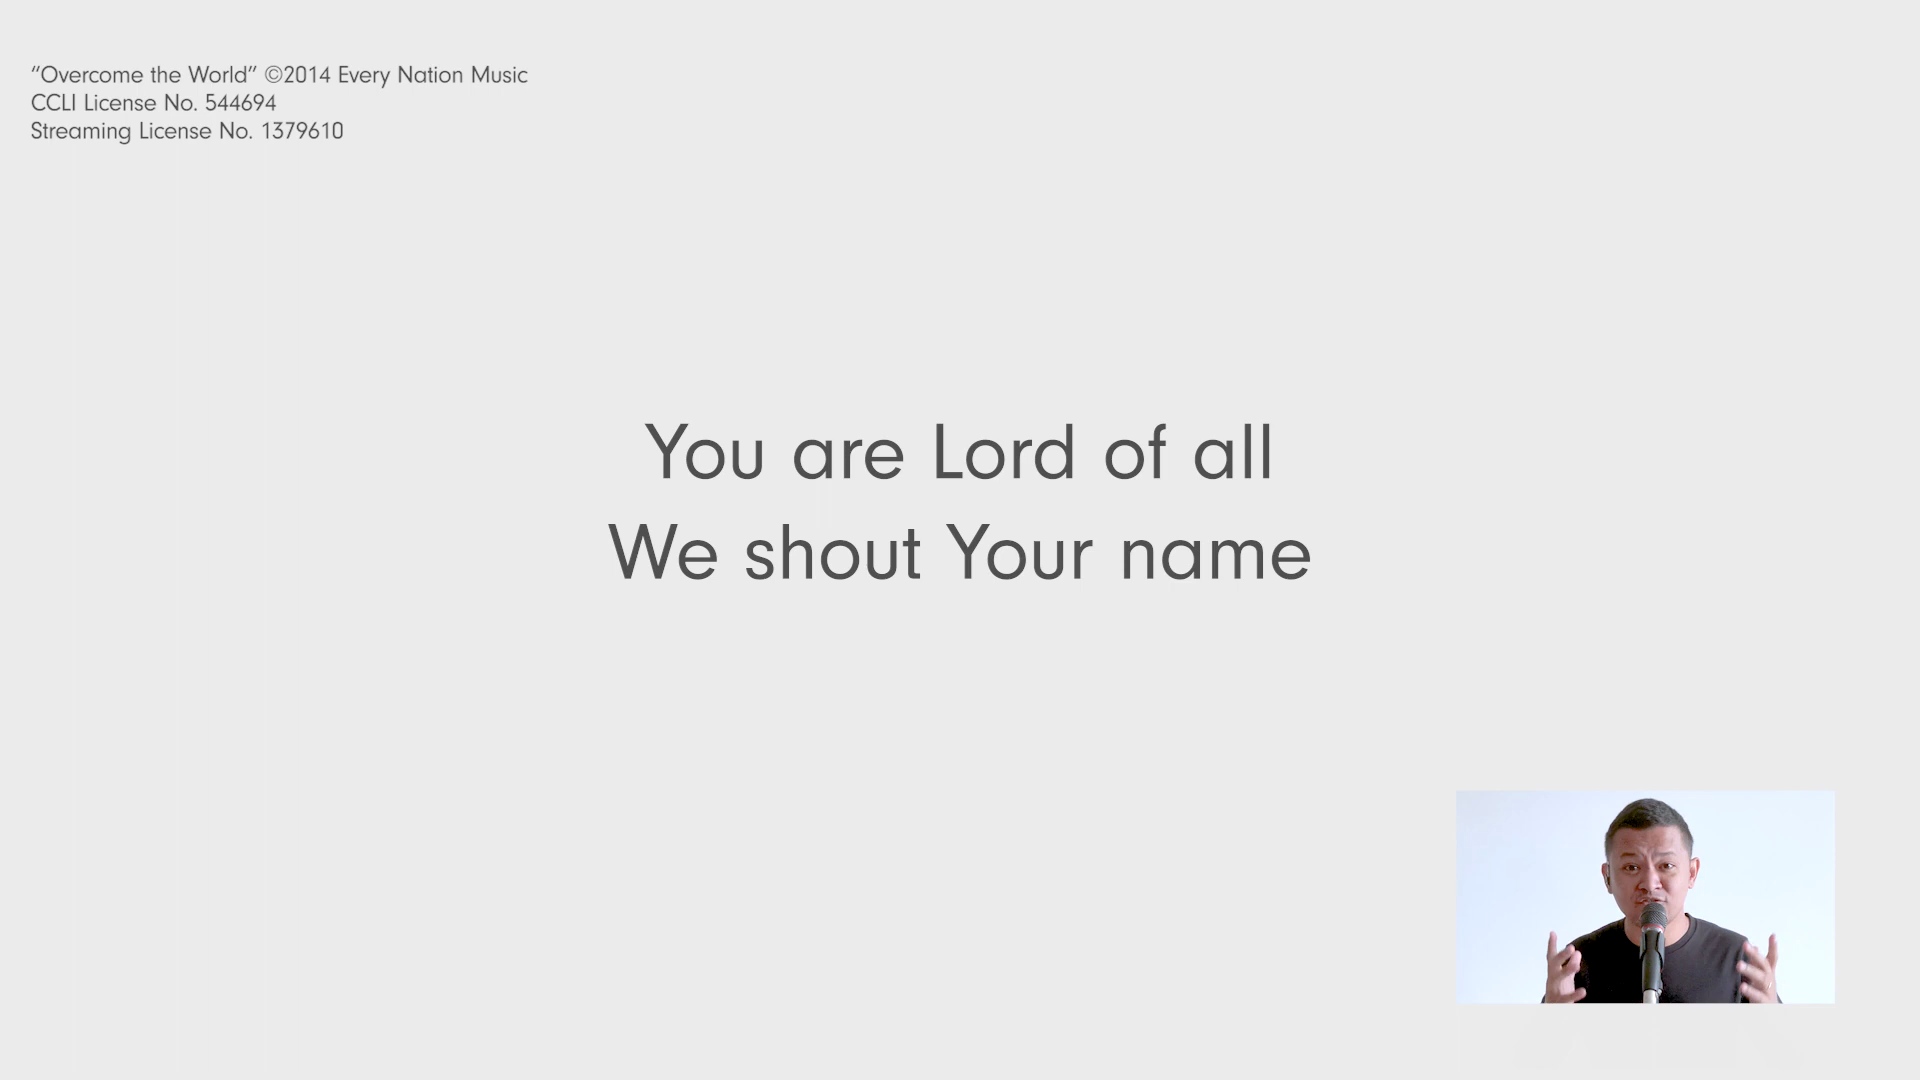 “Overcome the World” ©2014 Every Nation Music
CCLI License No. 544694
Streaming License No. 1379610
You are Lord of all
We shout Your name